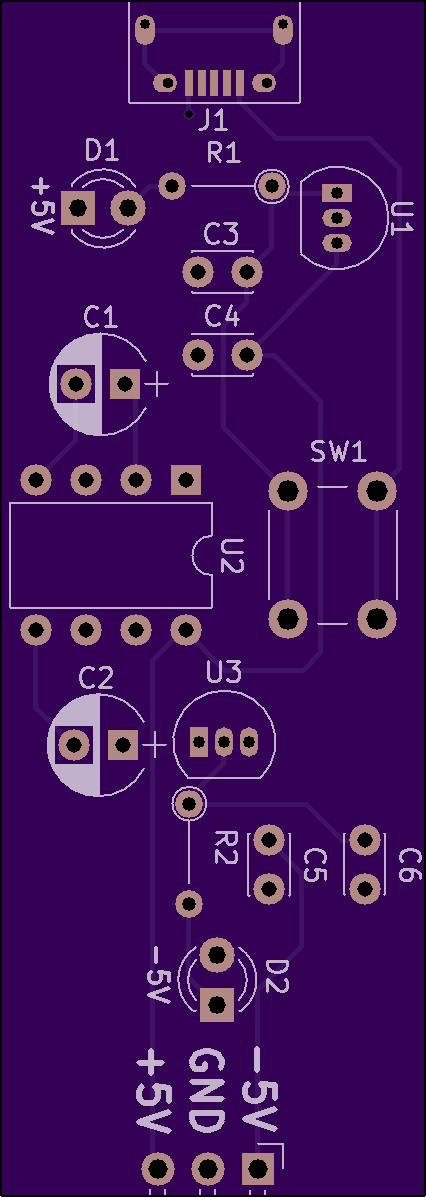 J1
D1
R1
+5V
U1
C3
C4
C1
+
SW1
U2
C2
+
U3
R2
C5
C6
-5V
D2
+5V
GND
-5V